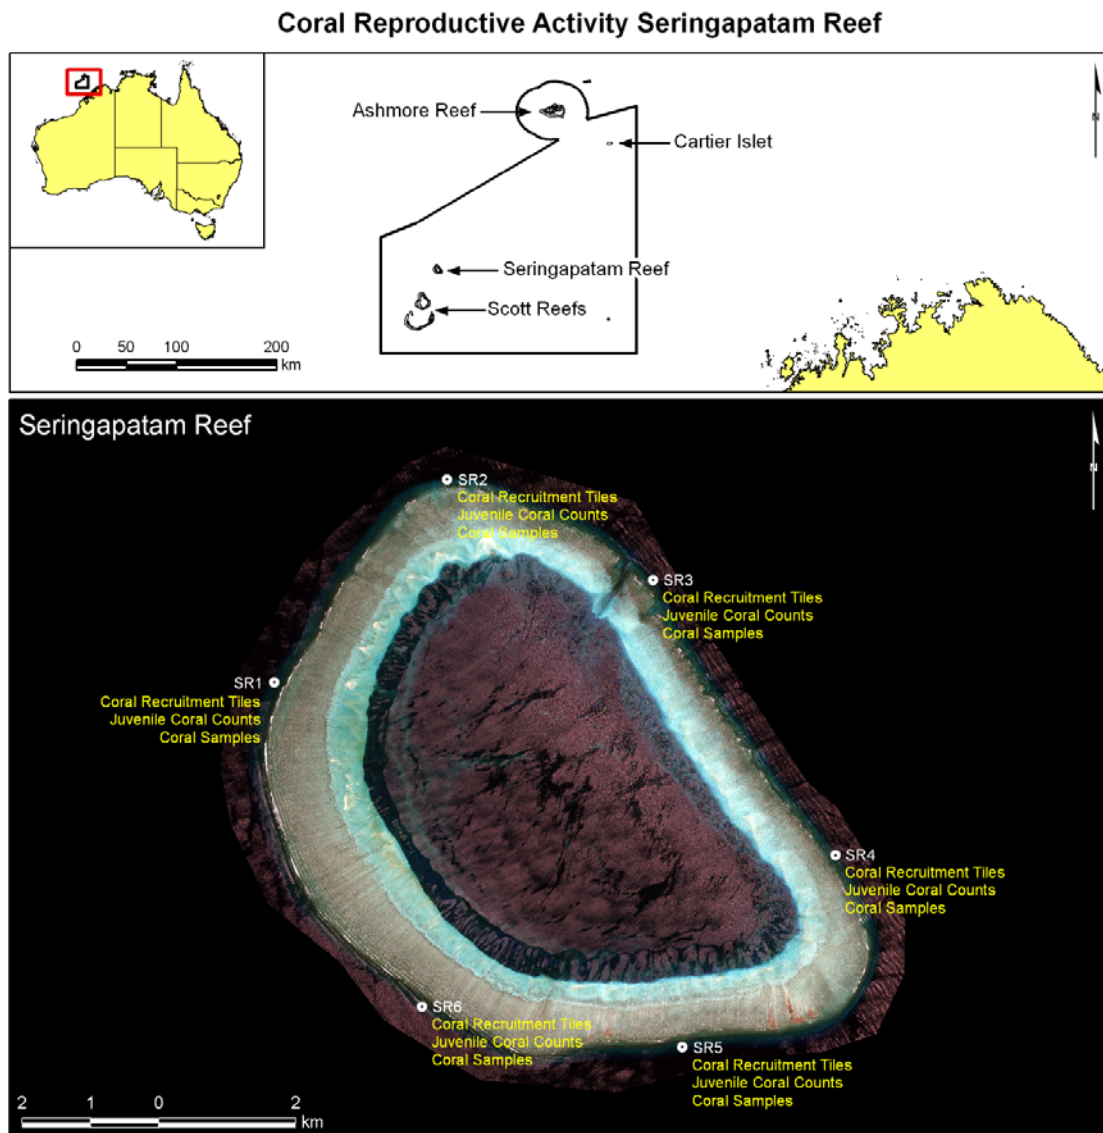 Coral Reproductive Activity Seringapatam Reef
Ashmore Reef
N
Cartier Islet
Seringapatam Reef
Scott Reefs
0 50 100 200
km
Seringapatam Reef
N
SR2
Coral Recruitment Tiles
Juvenile Coral Counts
Coral Samples
SR3
Coral Recruitment Tiles
Juvenile Coral Counts
Coral Samples
SR1
Coral Recruitment Tiles
Juvenile Coral Counts
Coral Samples
SR4
Coral Recruitment Tiles
Juvenile Coral Counts
Coral Samples
SR6
Coral Recruitment Tiles
Juvenile Coral Counts
Coral Samples
SR5
Coral Recruitment Tiles
Juvenile Coral Counts
Coral Samples
2 1 0 2
km